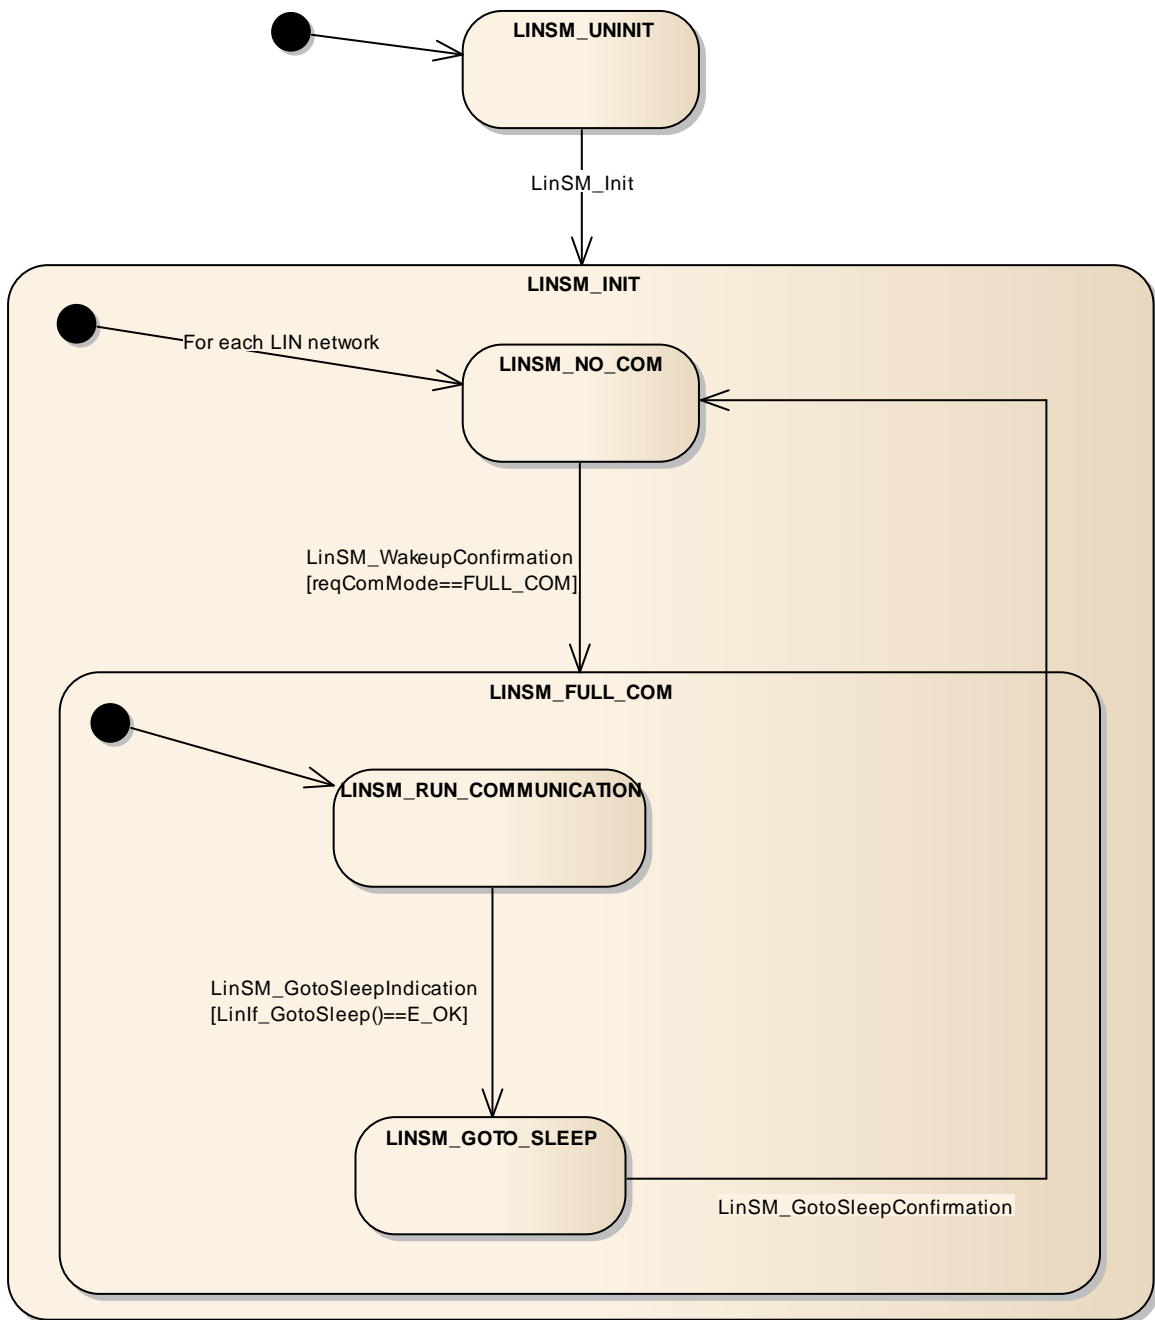 LINSM_UNINIT
LinSM_Init
LINSM_INIT
For each LIN network
LINSM_NO_COM
LinSM_WakeupConfirmation
[reqComMode==FULL_COM]
LINSM_FULL_COM
LINSM_RUN_COMMUNICATION
LinSM_GotoSleepIndication
[LinIf_GotoSleep()==E_OK]
LINSM_GOTO_SLEEP
LinSM_GotoSleepConfirmation